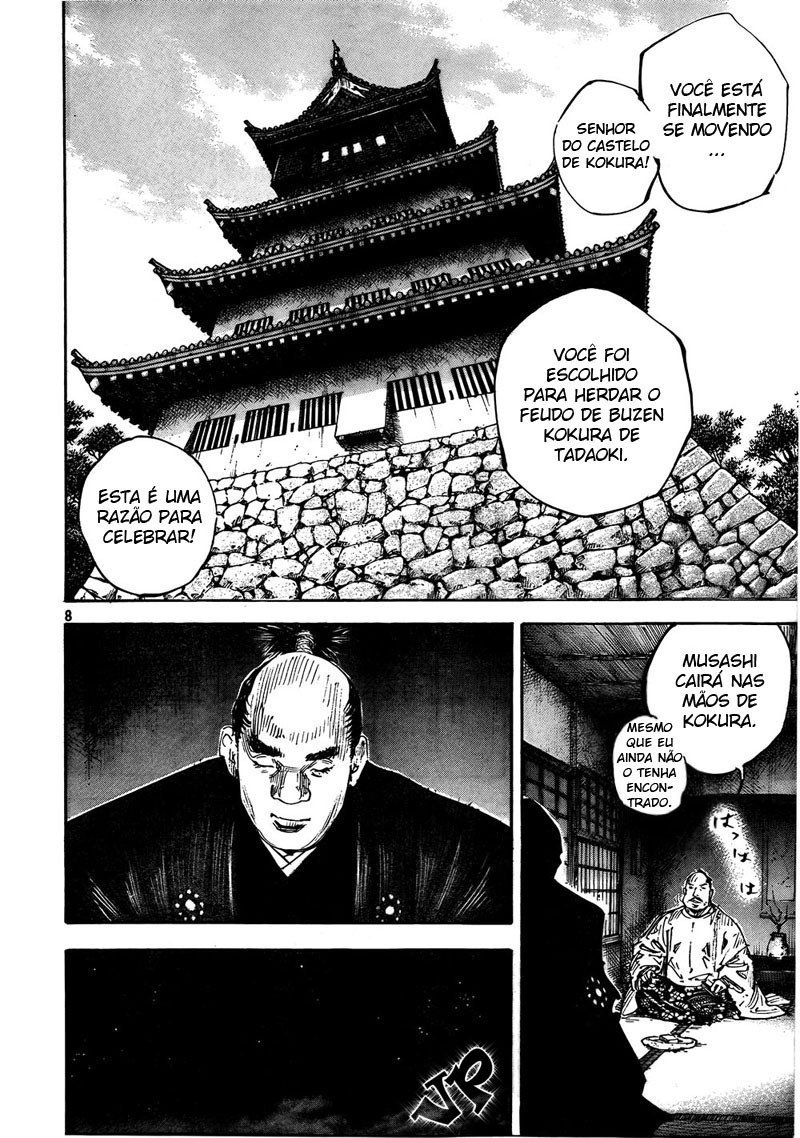 VOCÊ ESTÁ
FINALMENTE
SE MOVENDO
...
SENHOR
DO CASTELO
DE KOKURA!
VOCÊ FOI
ESCOLHIDO
PARA HERDAR O
FEUDO DE BUZEN
KOKURA DE
TADAOKI.
ESTA É UMA
RAZÃO PARA
CELEBRAR!
8
MUSASHI
CAIRÁ NAS
MÃOS DE
KOKURA.
MESMO
QUE EU
AINDA NÃO
O TENHA
ENCON-
TRADO.
はっはは
VR